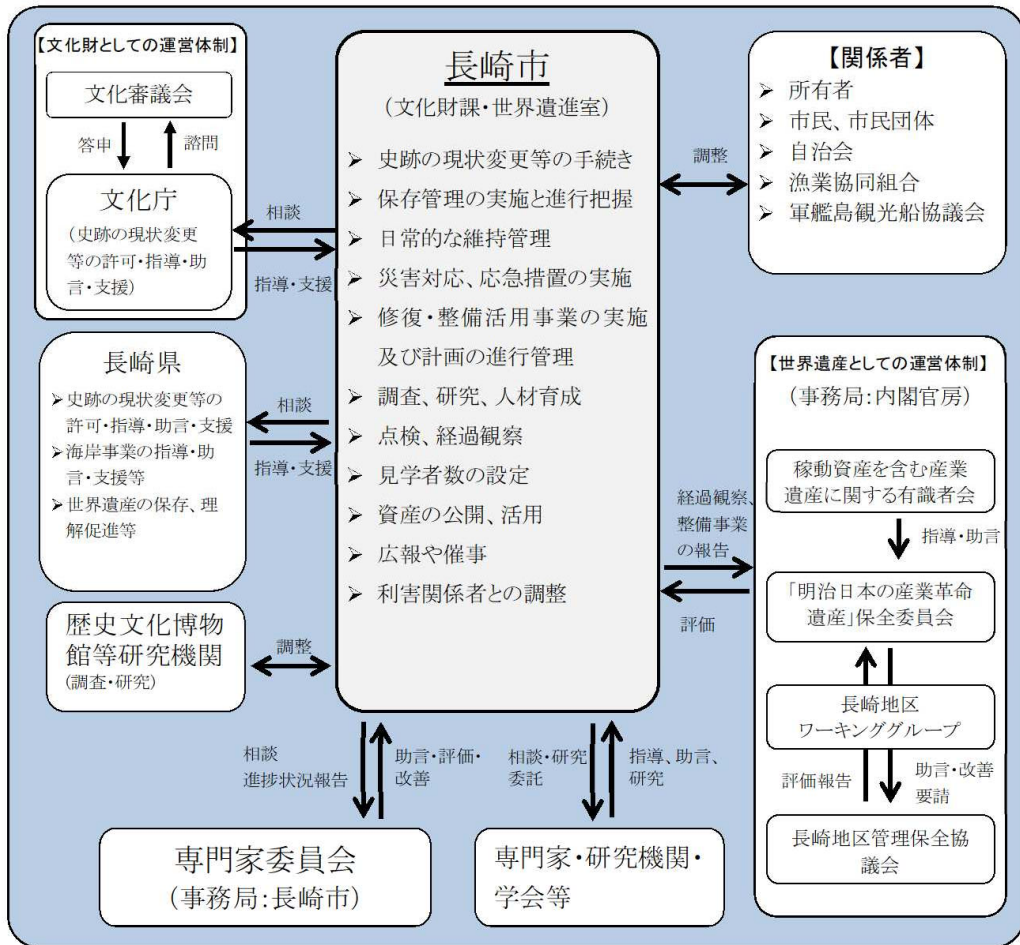 【文化財としての運営体制】
文化審議会
答申
諮問
文化庁
(史跡の現状変更
等の許可・指導・助
言・支援)
相談
指導・支援
長崎県
➢史跡の現状変更等の
許可・指導・助言・支援
➢海岸事業の指導・助
言・支援等
➢世界遺産の保存、理
解促進等
相談
指導・支援
歴史文化博物
館等研究機関
(調査・研究)
調整
長崎市
(文化財課・世界遺進室)
➢ 史跡の現状変更等の手続き
➢ 保存管理の実施と進行把握
➢ 日常的な維持管理
➢ 災害対応、応急措置の実施
➢ 修復・整備活用事業の実施
及び計画の進行管理
➢ 調査、研究、人材育成
➢ 点検、経過観察
➢ 見学者数の設定
➢ 資産の公開、活用
➢ 広報や催事
➢ 利害関係者との調整
調整
【関係者】
➢ 所有者
➢ 市民、市民団体
➢ 自治会
➢ 漁業協同組合
➢ 軍艦島観光船協議会
経過観察、
整備事業
の報告
評価
【世界遺産としての運営体制】
(事務局:内閣官房)
稼動資産を含む産業
遺産に関する有識者会
指導・助言
「明治日本の産業革命
遺産」保全委員会
長崎地区
ワーキンググループ
評価報告
助言・改善
要請
長崎地区管理保全協
議会
相談
進捗状況報告
助言・評価・
改善
相談・研究
委託
指導、助言、
研究
専門家委員会
(事務局:長崎市)
専門家・研究機関・
学会等